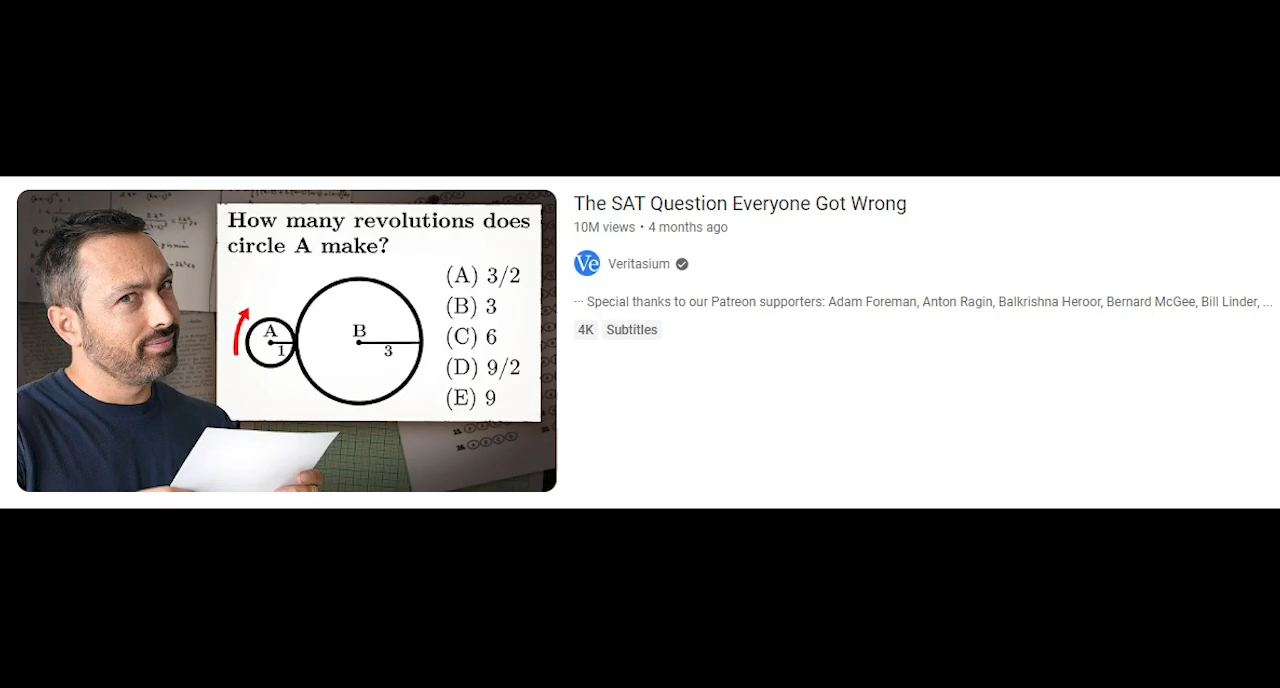 How many revolutions does
circle A make?
(A) 3/2
(B) 3
(C) 6
(D) 9/2
(E) 9
A
1
B
3
The SAT Question Everyone Got Wrong
10M views • 4 months ago
Ve Veritasium
... Special thanks to our Patreon supporters: Adam Foreman, Anton Ragin, Balkrishna Heroor, Bernard McGee, Bill Linder, ...
4K Subtitles